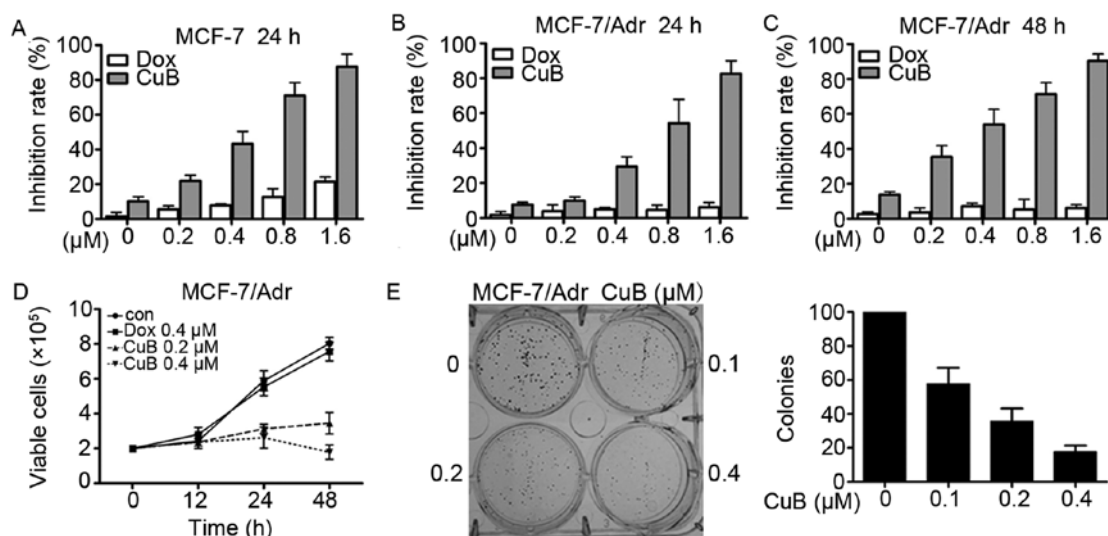 A
MCF-7 24 h
Inhibition rate (%)
100
80
60
40
20
0
Dox
CuB
(µM)
0 0.2 0.4 0.8 1.6
B
MCF-7/Adr 24 h
Inhibition rate (%)
100
80
60
40
20
0
Dox
CuB
(µM)
0 0.2 0.4 0.8 1.6
C
MCF-7/Adr 48 h
Inhibition rate (%)
100
80
60
40
20
0
Dox
CuB
(µM)
0 0.2 0.4 0.8 1.6
D
MCF-7/Adr
Viable cells (×10⁵)
10
8
6
4
2
0
con
Dox 0.4 µM
CuB 0.2 µM
CuB 0.4 µM
0 12 24 48
Time (h)
E
MCF-7/Adr CuB (µM)
0
0.1
0.2
0.4
Colonies
100
80
60
40
20
0
CuB (µM)
0 0.1 0.2 0.4